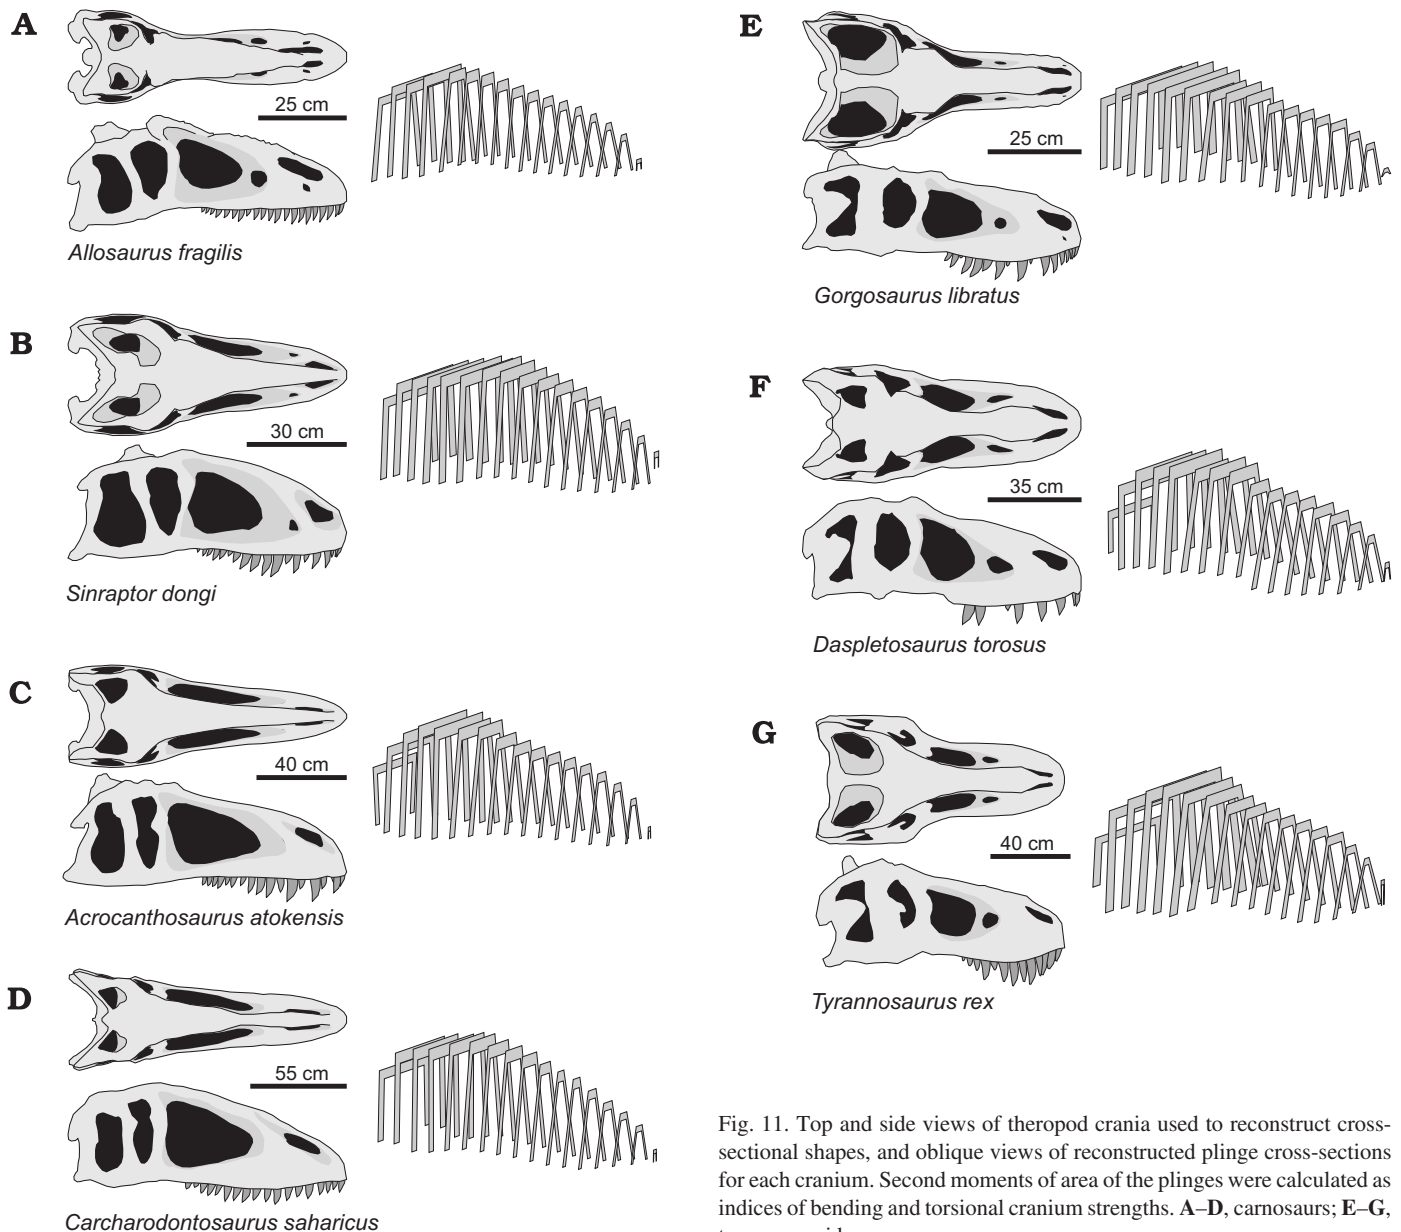 A
25 cm
Allosaurus fragilis
B
30 cm
Sinraptor dongi
C
40 cm
Acrocanthosaurus atokensis
D
55 cm
Carcharodontosaurus saharicus
E
25 cm
Gorgosaurus libratus
F
35 cm
Daspletosaurus torosus
G
40 cm
Tyrannosaurus rex
Fig. 11. Top and side views of theropod crania used to reconstruct cross-
sectional shapes, and oblique views of reconstructed plinge cross-sections
for each cranium. Second moments of area of the plinges were calculated as
indices of bending and torsional cranium strengths. A–D, carnosaurs; E–G,